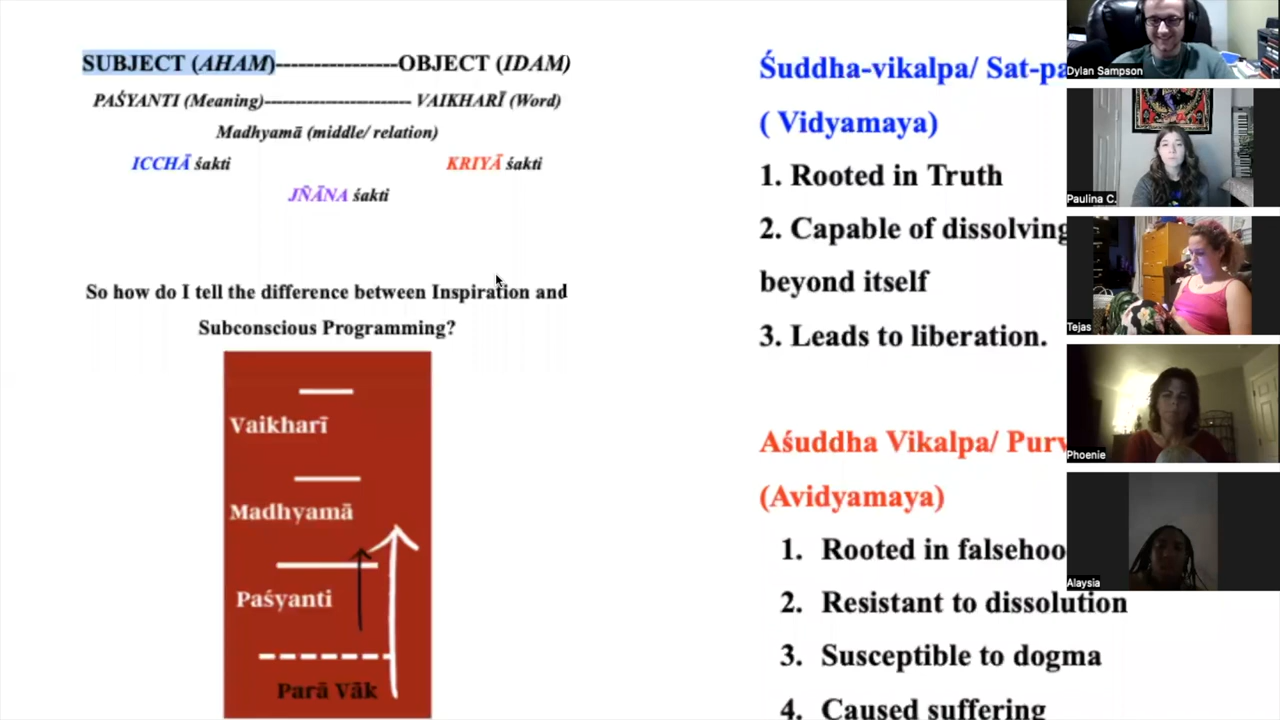 SUBJECT (AHAM)----------------OBJECT (IDAM)
PAŚYANTI (Meaning)------------------------- VAIKHARĪ (Word)
Madhyamā (middle/ relation)
ICCHĀ śakti KRIYĀ śakti
JÑĀNA śakti
So how do I tell the difference between Inspiration and
Subconscious Programming?
Vaikharī
Madhyamā
Paśyanti
Parā Vāk
Śuddha-vikalpa/ Sat-pa
( Vidyamaya)
1. Rooted in Truth
2. Capable of dissolving
beyond itself
3. Leads to liberation.
Aśuddha Vikalpa/ Purv
(Avidyamaya)
1. Rooted in falsehoo
2. Resistant to dissolution
3. Susceptible to dogma
4. Caused suffering
Dylan Sampson
Paulina C.
Tejas
Phoenie
Alaysia